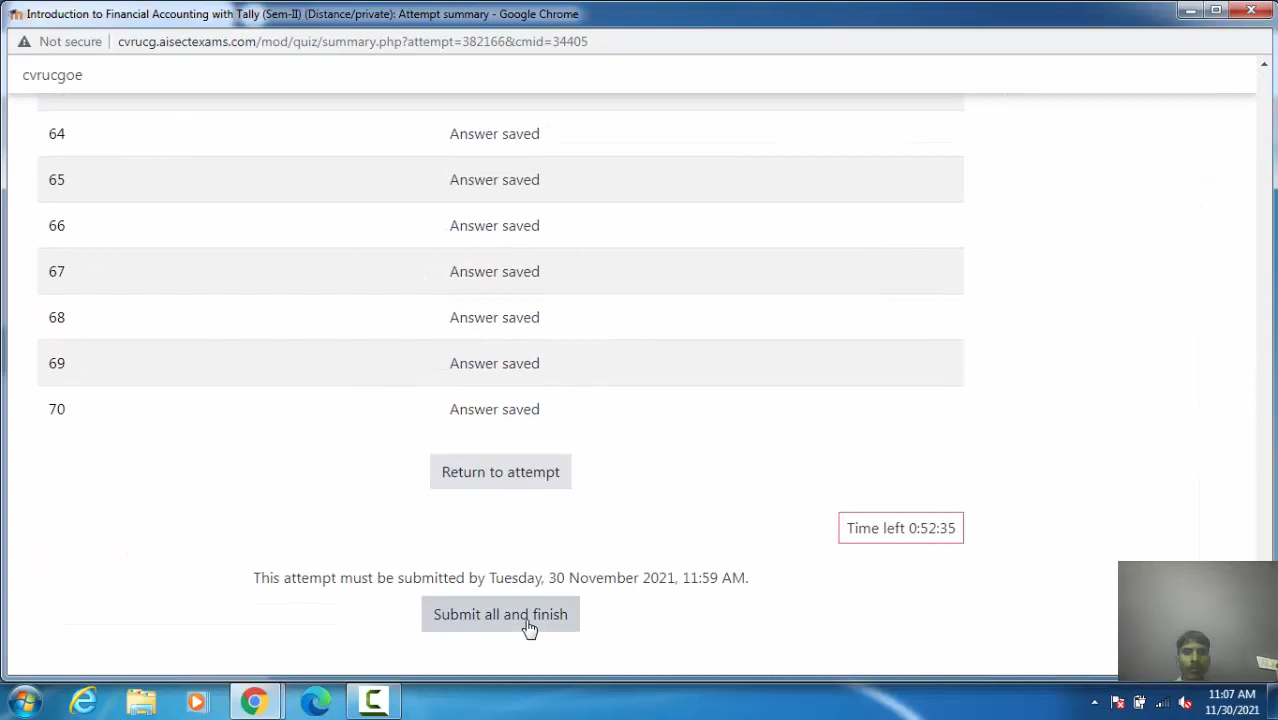 Introduction to Financial Accounting with Tally (Sem-II) (Distance/private): Attempt summary - Google Chrome
Not secure
cvrucg.aisectexams.com/mod/quiz/summary.php?attempt=382166&cmid=34405
cvrucgoe
64 Answer saved
65 Answer saved
66 Answer saved
67 Answer saved
68 Answer saved
69 Answer saved
70 Answer saved
Return to attempt
Time left 0:52:35
This attempt must be submitted by Tuesday, 30 November 2021, 11:59 AM.
Submit all and finish
11:07 AM
11/30/2021